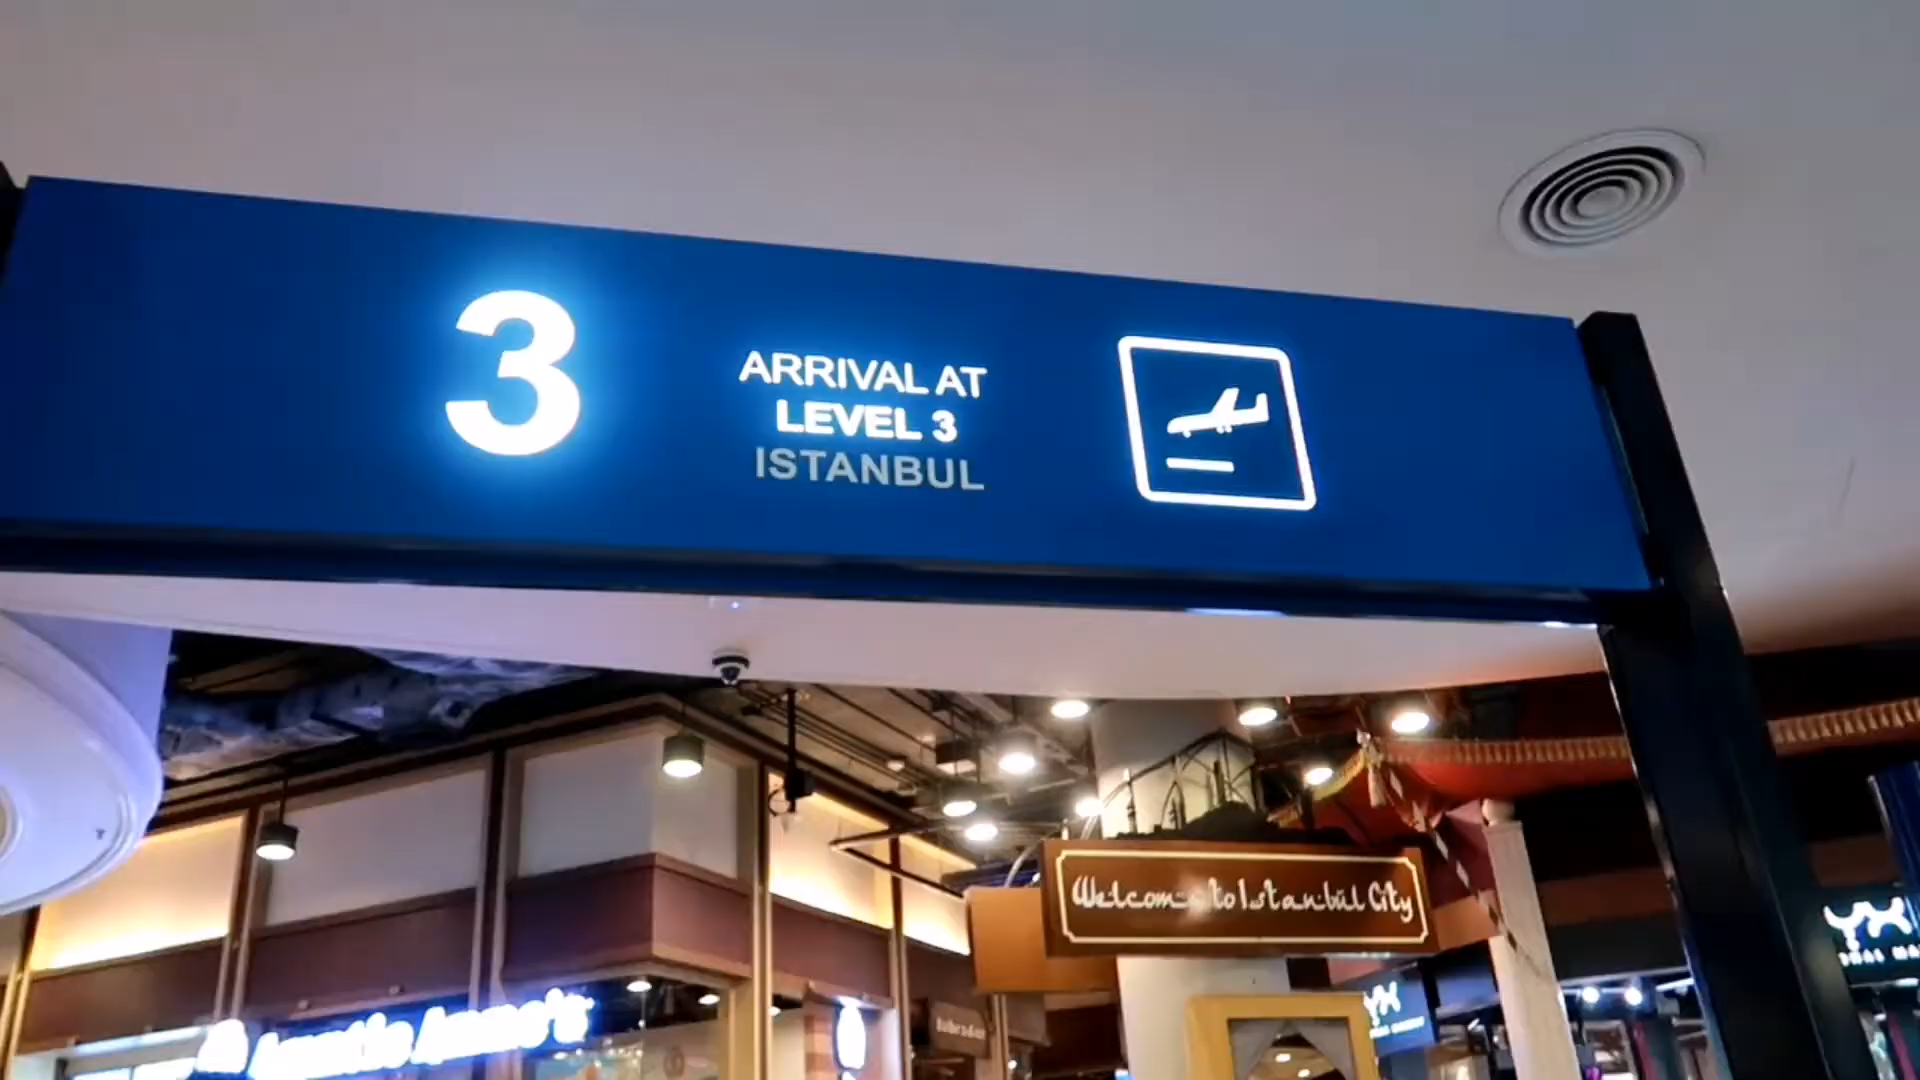 3
ARRIVAL AT
LEVEL 3
ISTANBUL
Welcome to Istanbul City
Auntie Anne's